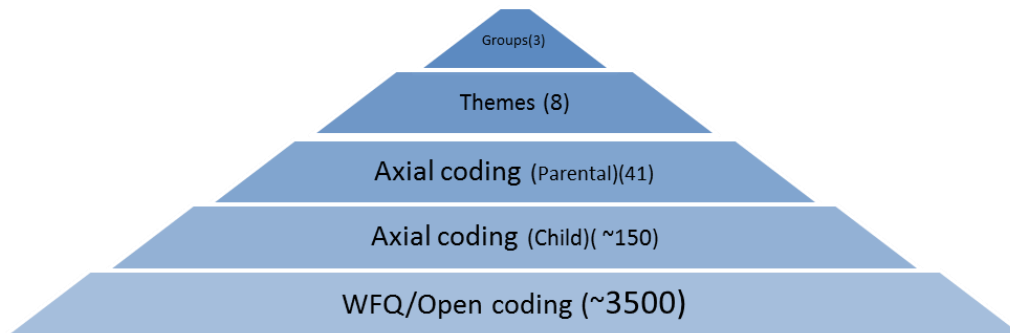 Groups(3)
Themes (8)
Axial coding (Parental)(41)
Axial coding (Child)( ~150)
WFQ/Open coding (~3500)